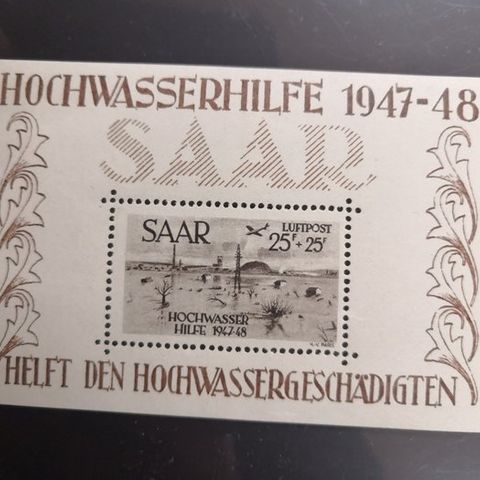 HOCHWASSERHILFE 1947-48
SAAR
SAAR
LUFTPOST
25F + 25F
HOCHWASSER
HILFE 1947-48
HELFT DEN HOCHWASSERGESCHÄDIGTEN